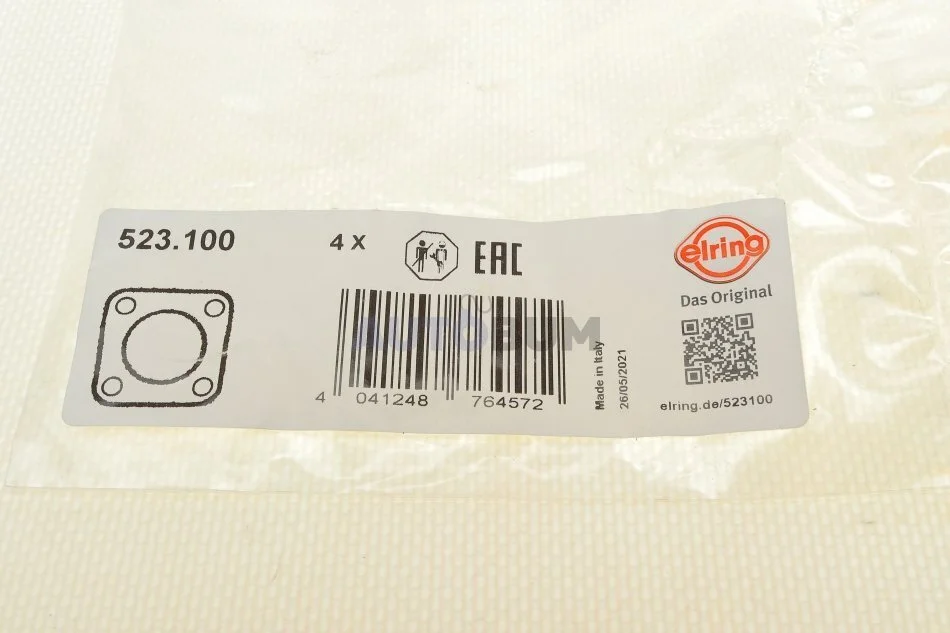 523.100
4 X
EAC
elring
Das Original
AUTOBUM
4 041248 764572
Made in Italy
26/05/2021
elring.de/523100